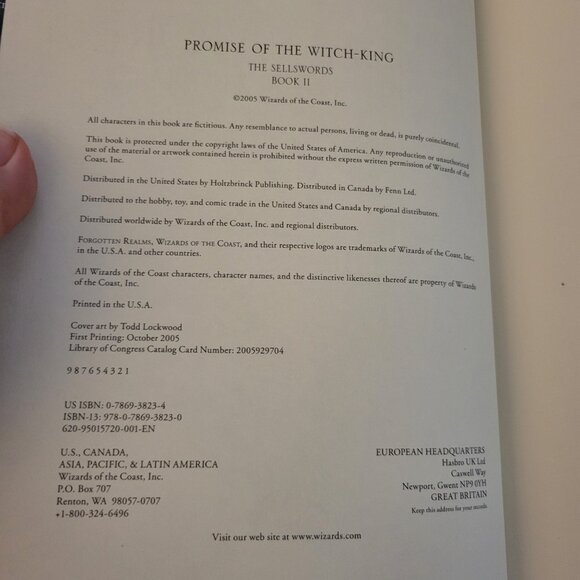 PROMISE OF THE WITCH-KING
THE SELLSWORDS
BOOK II
©2005 Wizards of the Coast, Inc.
All characters in this book are fictitious. Any resemblance to actual persons, living or dead, is purely coincidental.
This book is protected under the copyright laws of the United States of America. Any reproduction or unauthorized
use of the material or artwork contained herein is prohibited without the express written permission of Wizards of the
Coast, Inc.
Distributed in the United States by Holtzbrinck Publishing. Distributed in Canada by Fenn Ltd.
Distributed to the hobby, toy, and comic trade in the United States and Canada by regional distributors.
Distributed worldwide by Wizards of the Coast, Inc. and regional distributors.
FORGOTTEN REALMS, WIZARDS OF THE COAST, and their respective logos are trademarks of Wizards of the Coast, Inc.,
in the U.S.A. and other countries.
All Wizards of the Coast characters, character names, and the distinctive likenesses thereof are property of Wizards
of the Coast, Inc.
Printed in the U.S.A.
Cover art by Todd Lockwood
First Printing: October 2005
Library of Congress Catalog Card Number: 2005929704
9 8 7 6 5 4 3 2 1
US ISBN: 0-7869-3823-4
ISBN-13: 978-0-7869-3823-0
620-95015720-001-EN
U.S., CANADA,
ASIA, PACIFIC, & LATIN AMERICA
Wizards of the Coast, Inc.
P.O. Box 707
Renton, WA 98057-0707
+1-800-324-6496
EUROPEAN HEADQUARTERS
Hasbro UK Ltd
Caswell Way
Newport, Gwent NP9 0YH
GREAT BRITAIN
Keep this address for your records
Visit our web site at www.wizards.com